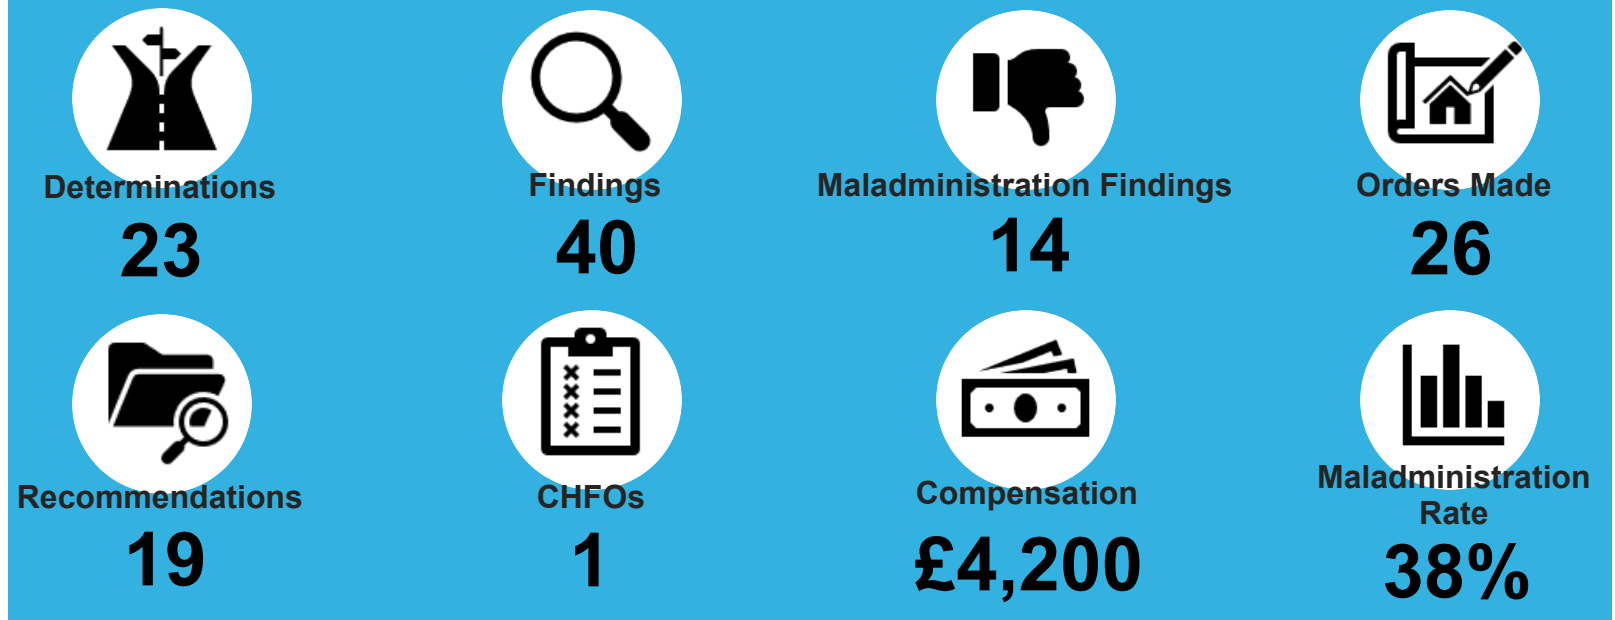 Determinations
23
Findings
40
Maladministration Findings
14
Orders Made
26
Recommendations
19
CHFOs
1
Compensation
£4,200
Maladministration
Rate
38%